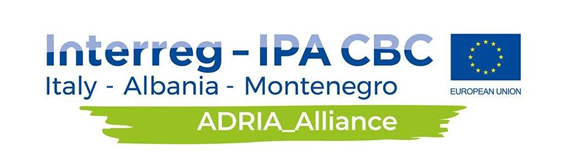 Interreg – IPA CBC
Italy - Albania - Montenegro
EUROPEAN UNION
ADRIA_Alliance